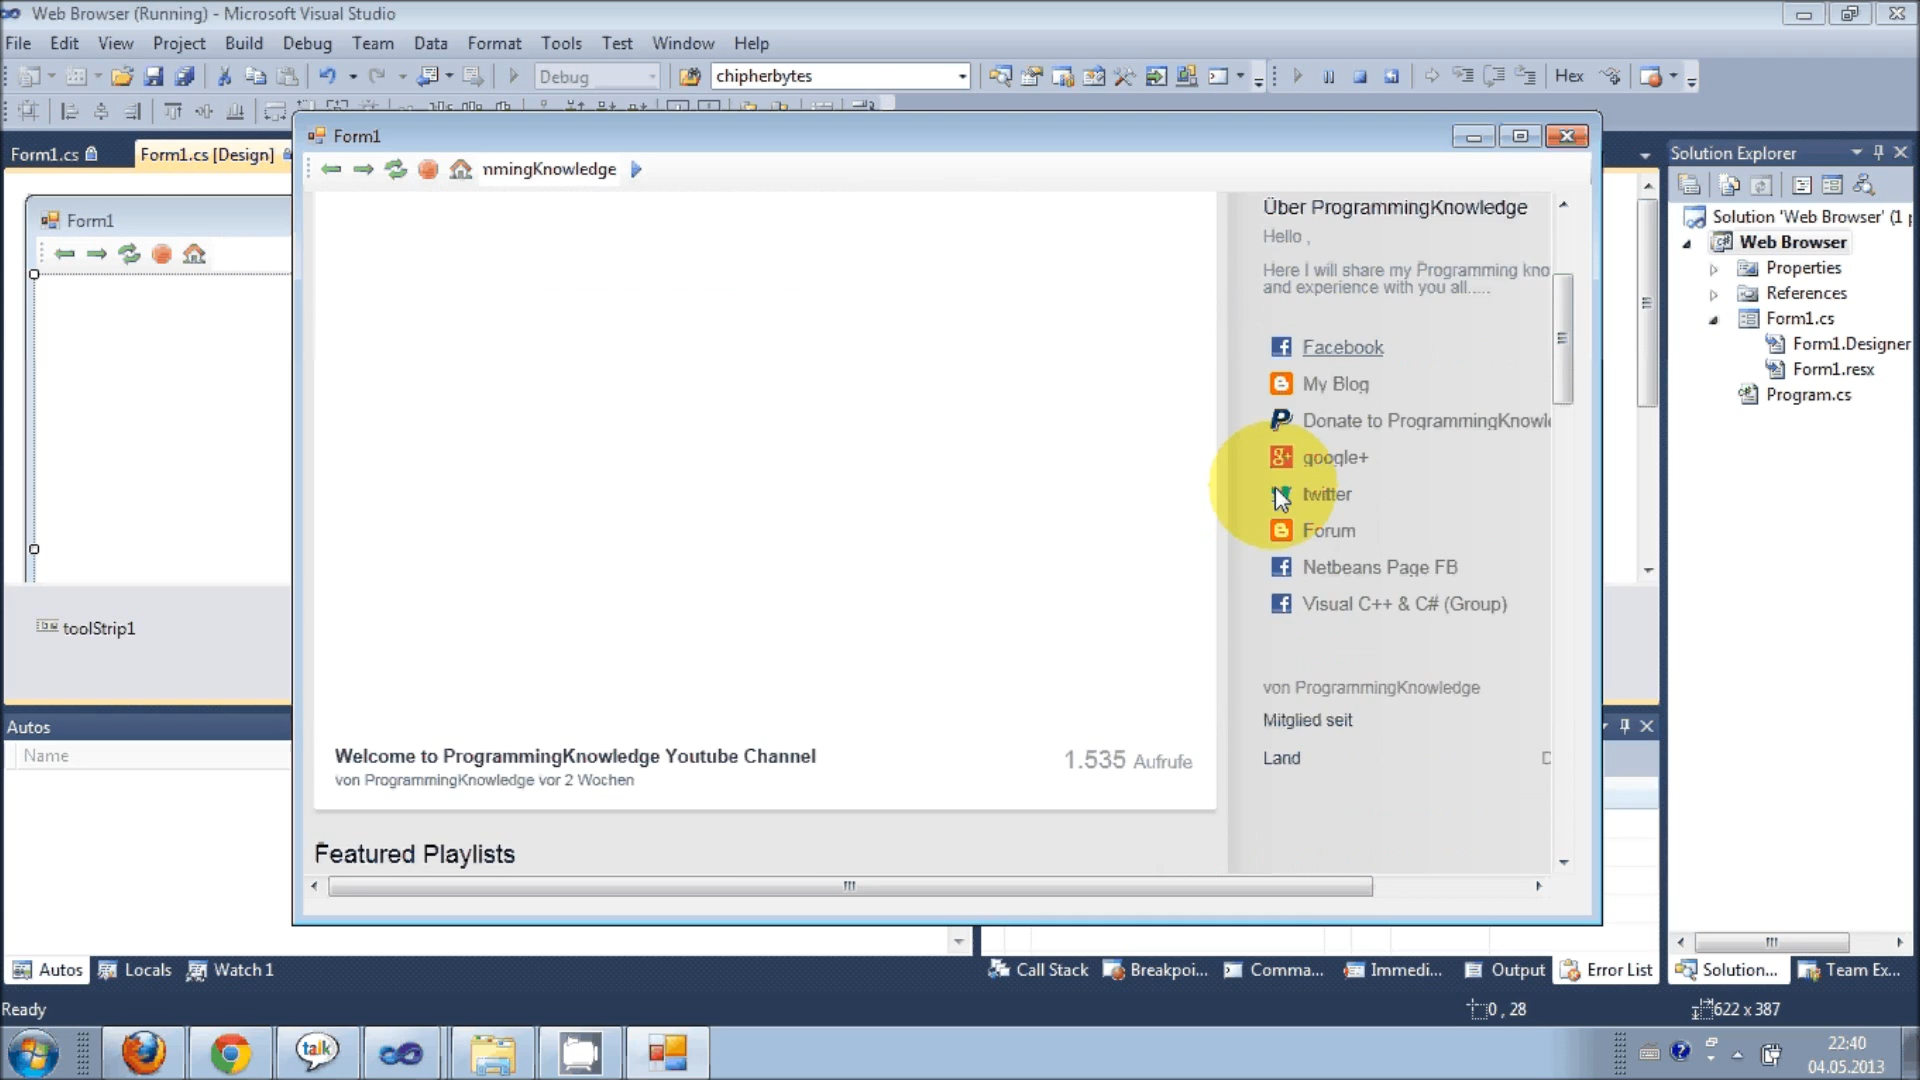 Web Browser (Running) - Microsoft Visual Studio
File Edit View Project Build Debug Team Data Format Tools Test Window Help
Debug chipherbytes Hex
Form1.cs Form1.cs [Design]
Form1
Form1
nmingKnowledge
Über ProgrammingKnowledge
Hello ,
Here I will share my Programming kno
and experience with you all.....
Facebook
My Blog
Donate to ProgrammingKnowl
google+
twitter
Forum
Netbeans Page FB
Visual C++ & C# (Group)
von ProgrammingKnowledge
Mitglied seit
Land
Welcome to ProgrammingKnowledge Youtube Channel
von ProgrammingKnowledge vor 2 Wochen
1.535 Aufrufe
Featured Playlists
toolStrip1
Autos
Name
Solution Explorer
Solution 'Web Browser' (1 p
Web Browser
Properties
References
Form1.cs
Form1.Designer
Form1.resx
Program.cs
Autos Locals Watch 1
Call Stack Breakpoi... Comma... Immedi... Output Error List
Solution... Team Ex...
Ready
0 , 28
622 x 387
talk
22:40
04.05.2013